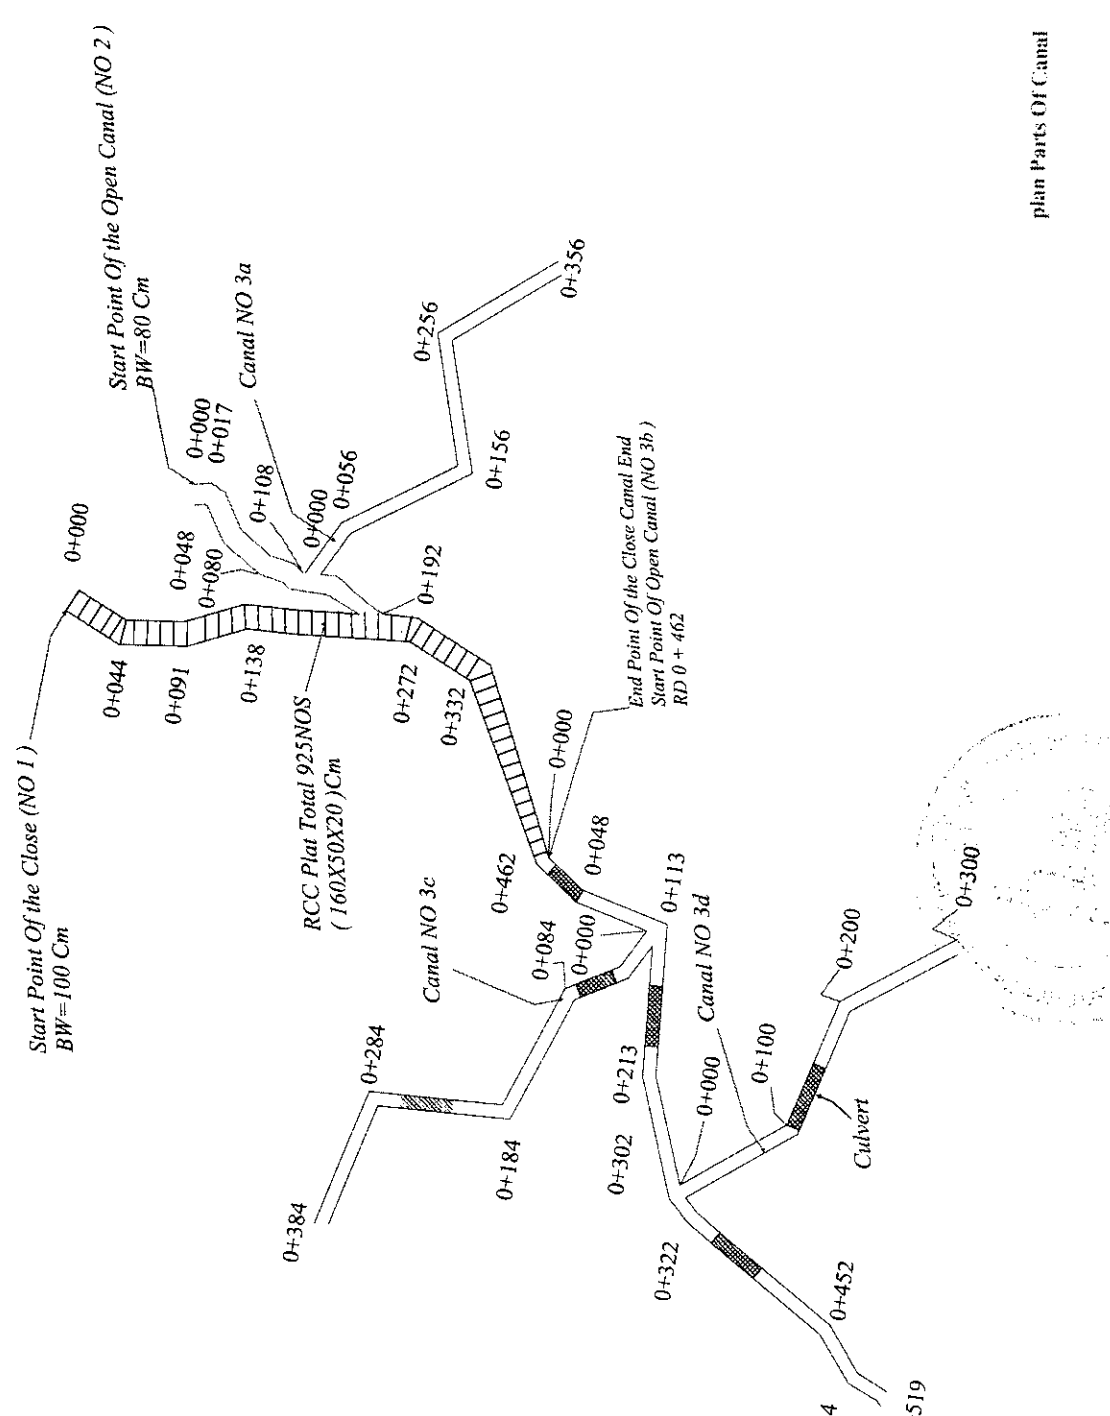 plan Parts Of Canal
Start Point Of the Open Canal (NO 2)
BW=80 Cm
Canal NO 3a
0+000
0+017
0+108
0+000
0+056
0+256
0+356
0+156
0+000
0+048
0+080
0+192
0+044
0+091
0+138
0+272
0+332
Start Point Of the Close (NO 1)
BW=100 Cm
RCC Plat Total 925NOS
( 160X50X20 )Cm
End Point Of the Close Canal End
Start Point Of Open Canal (NO 3b )
RD 0 + 462
0+000
0+462
0+048
0+113
Canal NO 3c
0+084
0+000
0+284
0+184
0+384
Canal NO 3d
0+213
0+302
0+322
0+000
0+100
0+200
0+300
Culvert
0+452
4
519